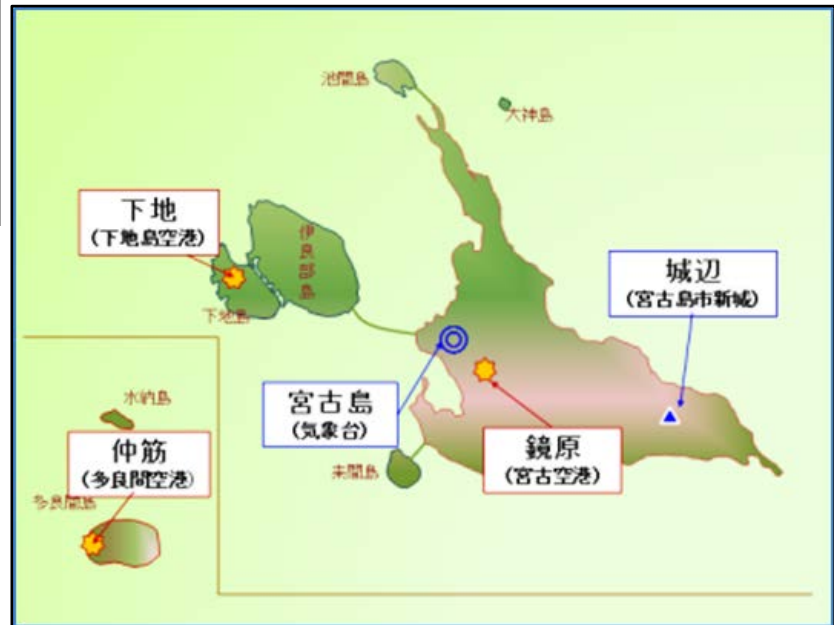 池間島
大神島
下地
(下地島空港)
伊良部島
城辺
(宮古島市新城)
下地島
水納島
宮古島
(気象台)
仲筋
(多良間空港)
鏡原
(宮古空港)
来間島
多良間島